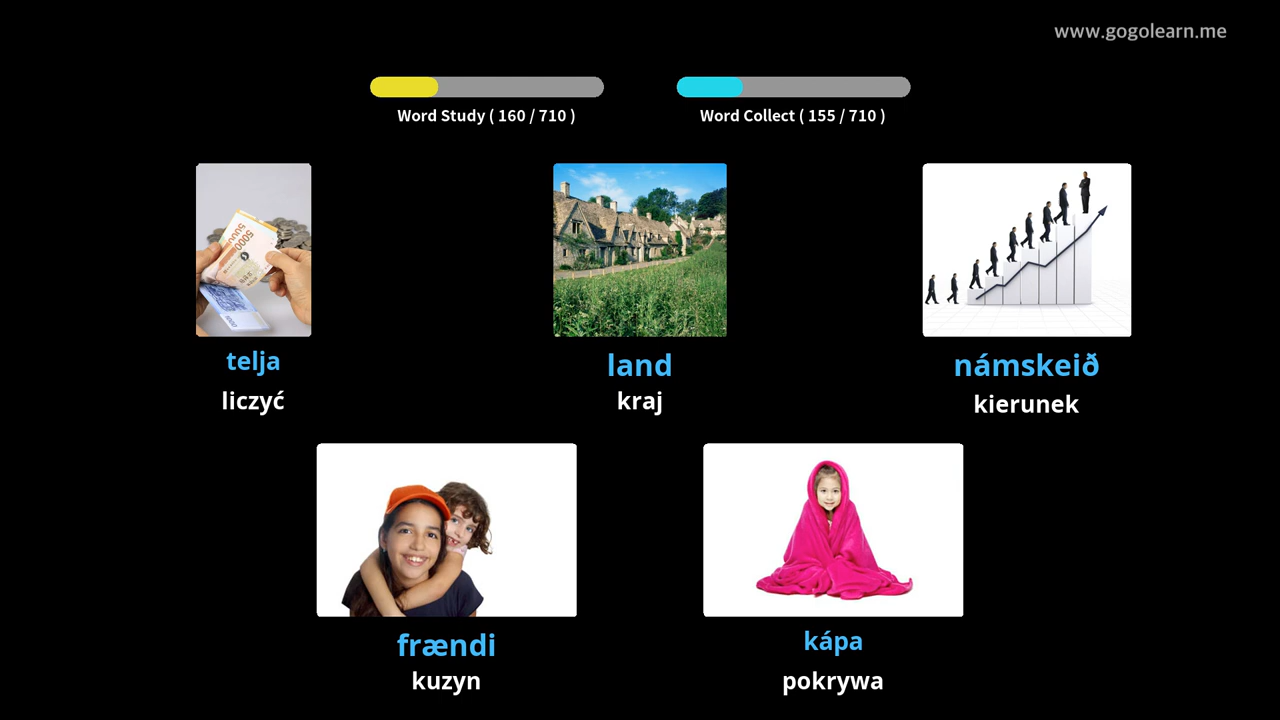 www.gogolearn.me
Word Study ( 160 / 710 )
Word Collect ( 155 / 710 )
telja
liczyć
land
kraj
námskeið
kierunek
frændi
kuzyn
kápa
pokrywa